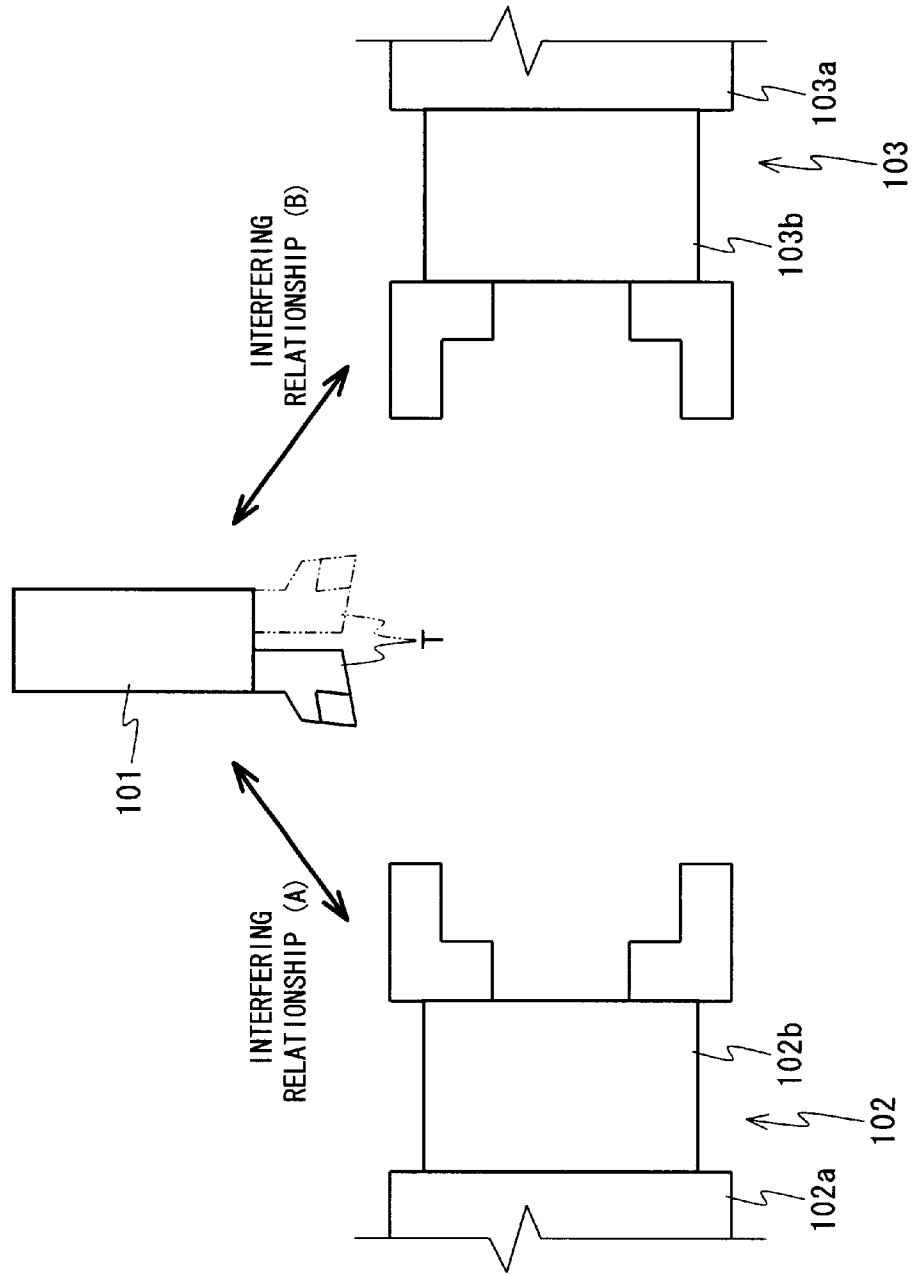 101
T
INTERFERING
RELATIONSHIP (A)
INTERFERING
RELATIONSHIP (B)
102a
102
102b
103b
103
103a